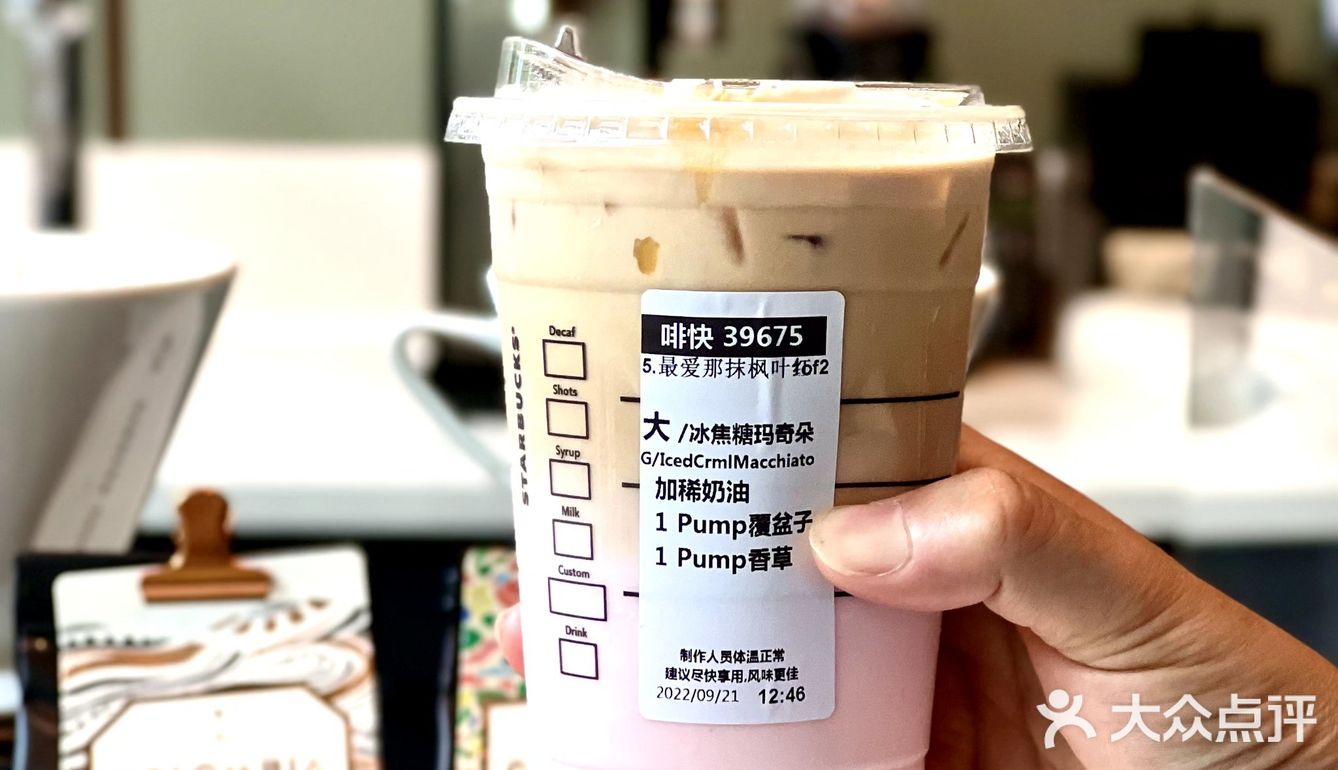 STARBUCKS®
Decaf
Shots
Syrup
Milk
Custom
Drink
啡快 39675
5.最爱那抹枫叶红
of2
大 /冰焦糖玛奇朵
G/IcedCrmlMacchiato
加稀奶油
1 Pump覆盆子
1 Pump香草
制作人员体温正常
建议尽快享用,风味更佳
2022/09/21 12:46
大众点评